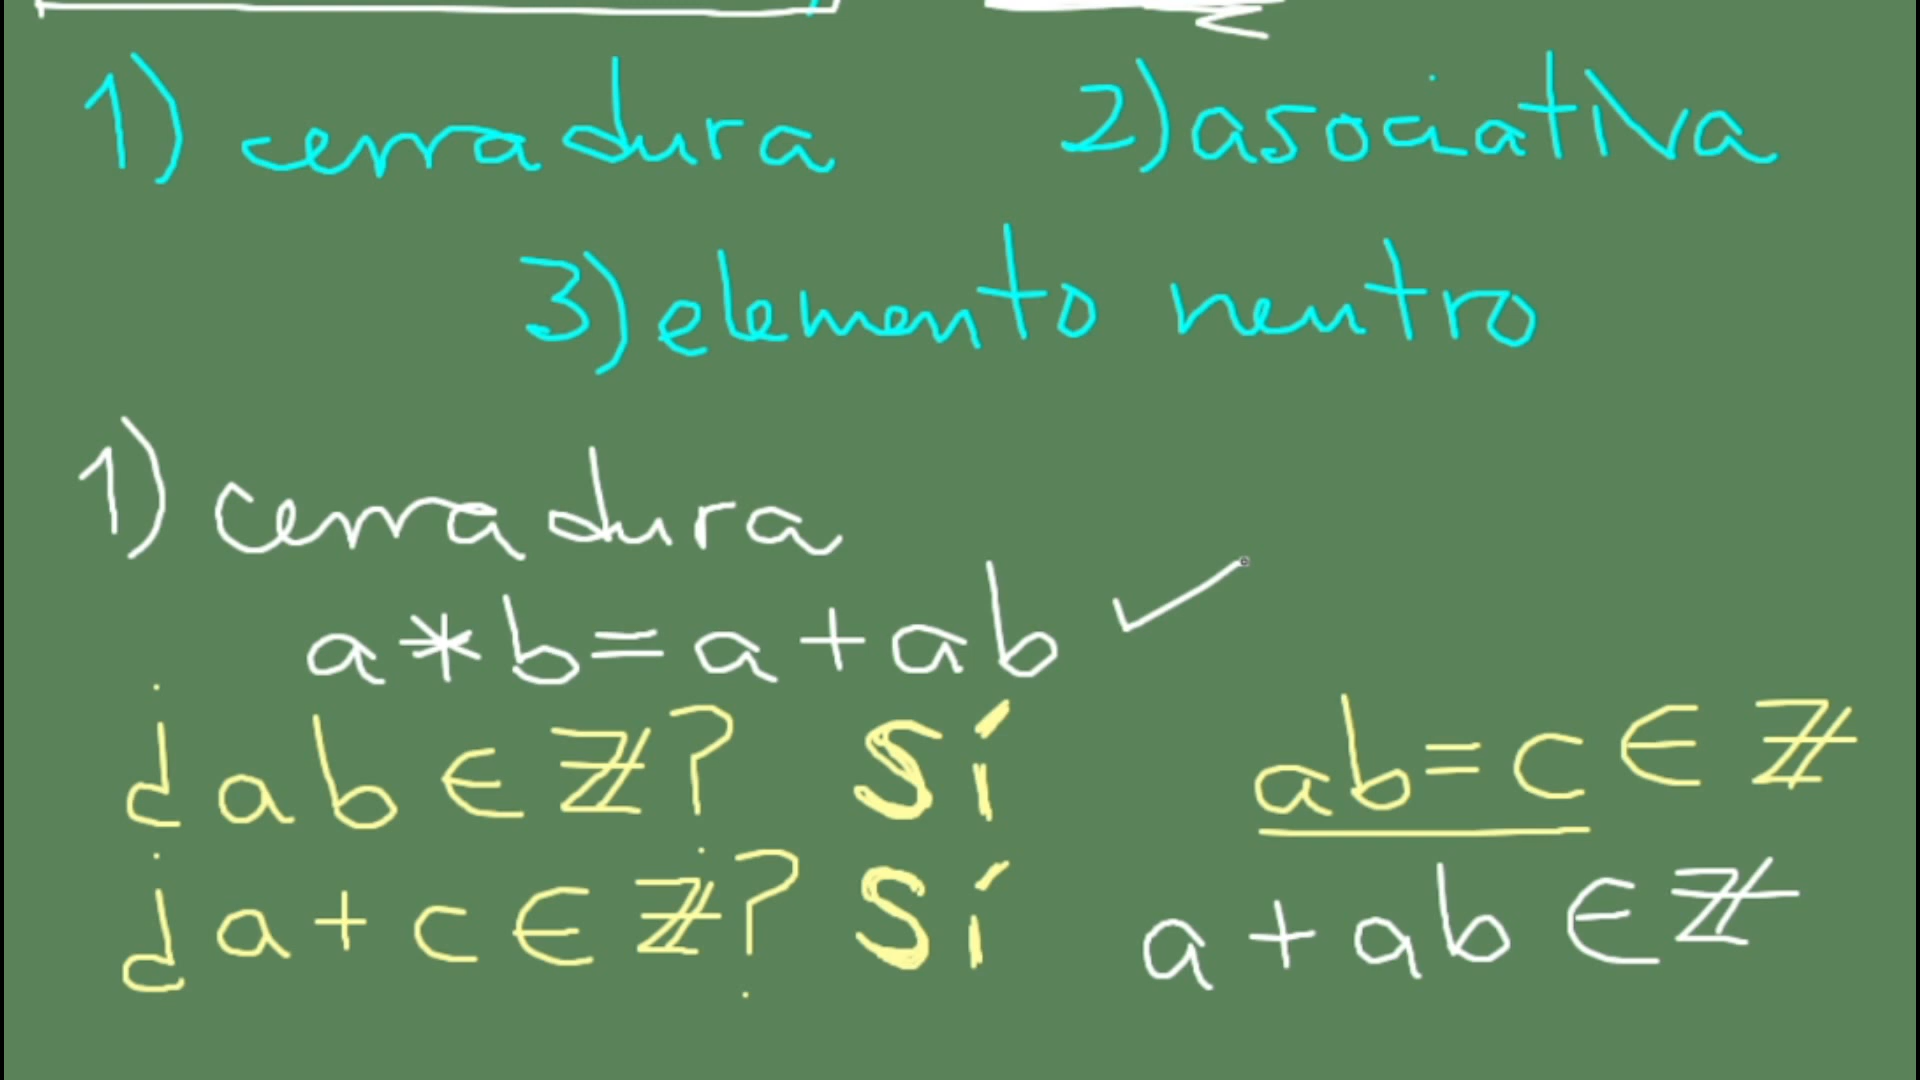 1) cerradura 2) asociativa
3) elemento neutro
1) cerradura
a * b = a + ab ✓
¿ab ∈ ℤ? Sí ab = c ∈ ℤ
¿a + c ∈ ℤ? Sí a + ab ∈ ℤ